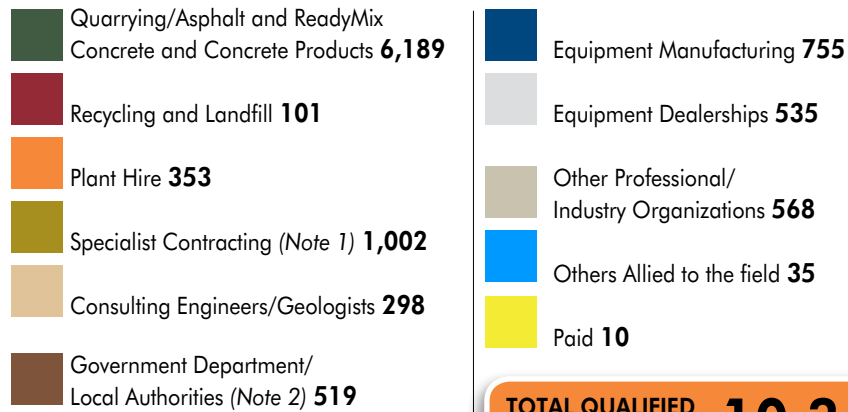 Quarrying/Asphalt and ReadyMix
Concrete and Concrete Products 6,189
Recycling and Landfill 101
Plant Hire 353
Specialist Contracting (Note 1) 1,002
Consulting Engineers/Geologists 298
Government Department/
Local Authorities (Note 2) 519
Equipment Manufacturing 755
Equipment Dealerships 535
Other Professional/
Industry Organizations 568
Others Allied to the field 35
Paid 10
TOTAL QUALIFIED